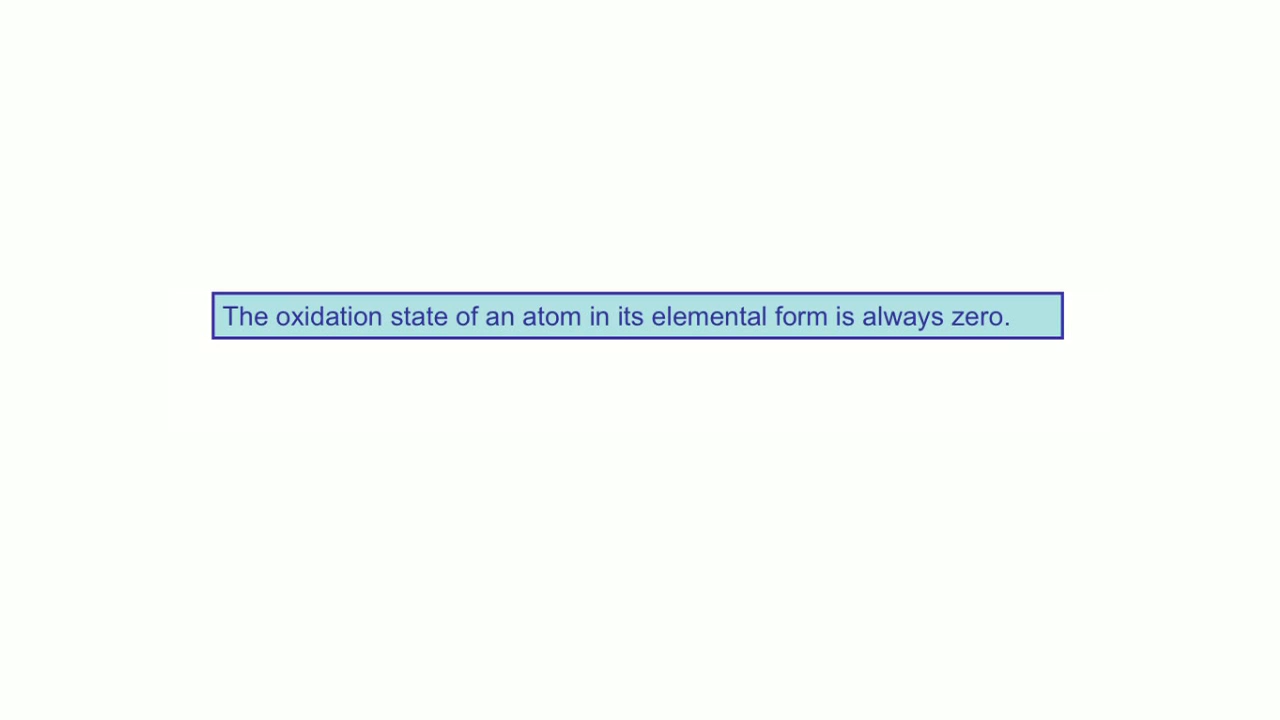 The oxidation state of an atom in its elemental form is always zero.